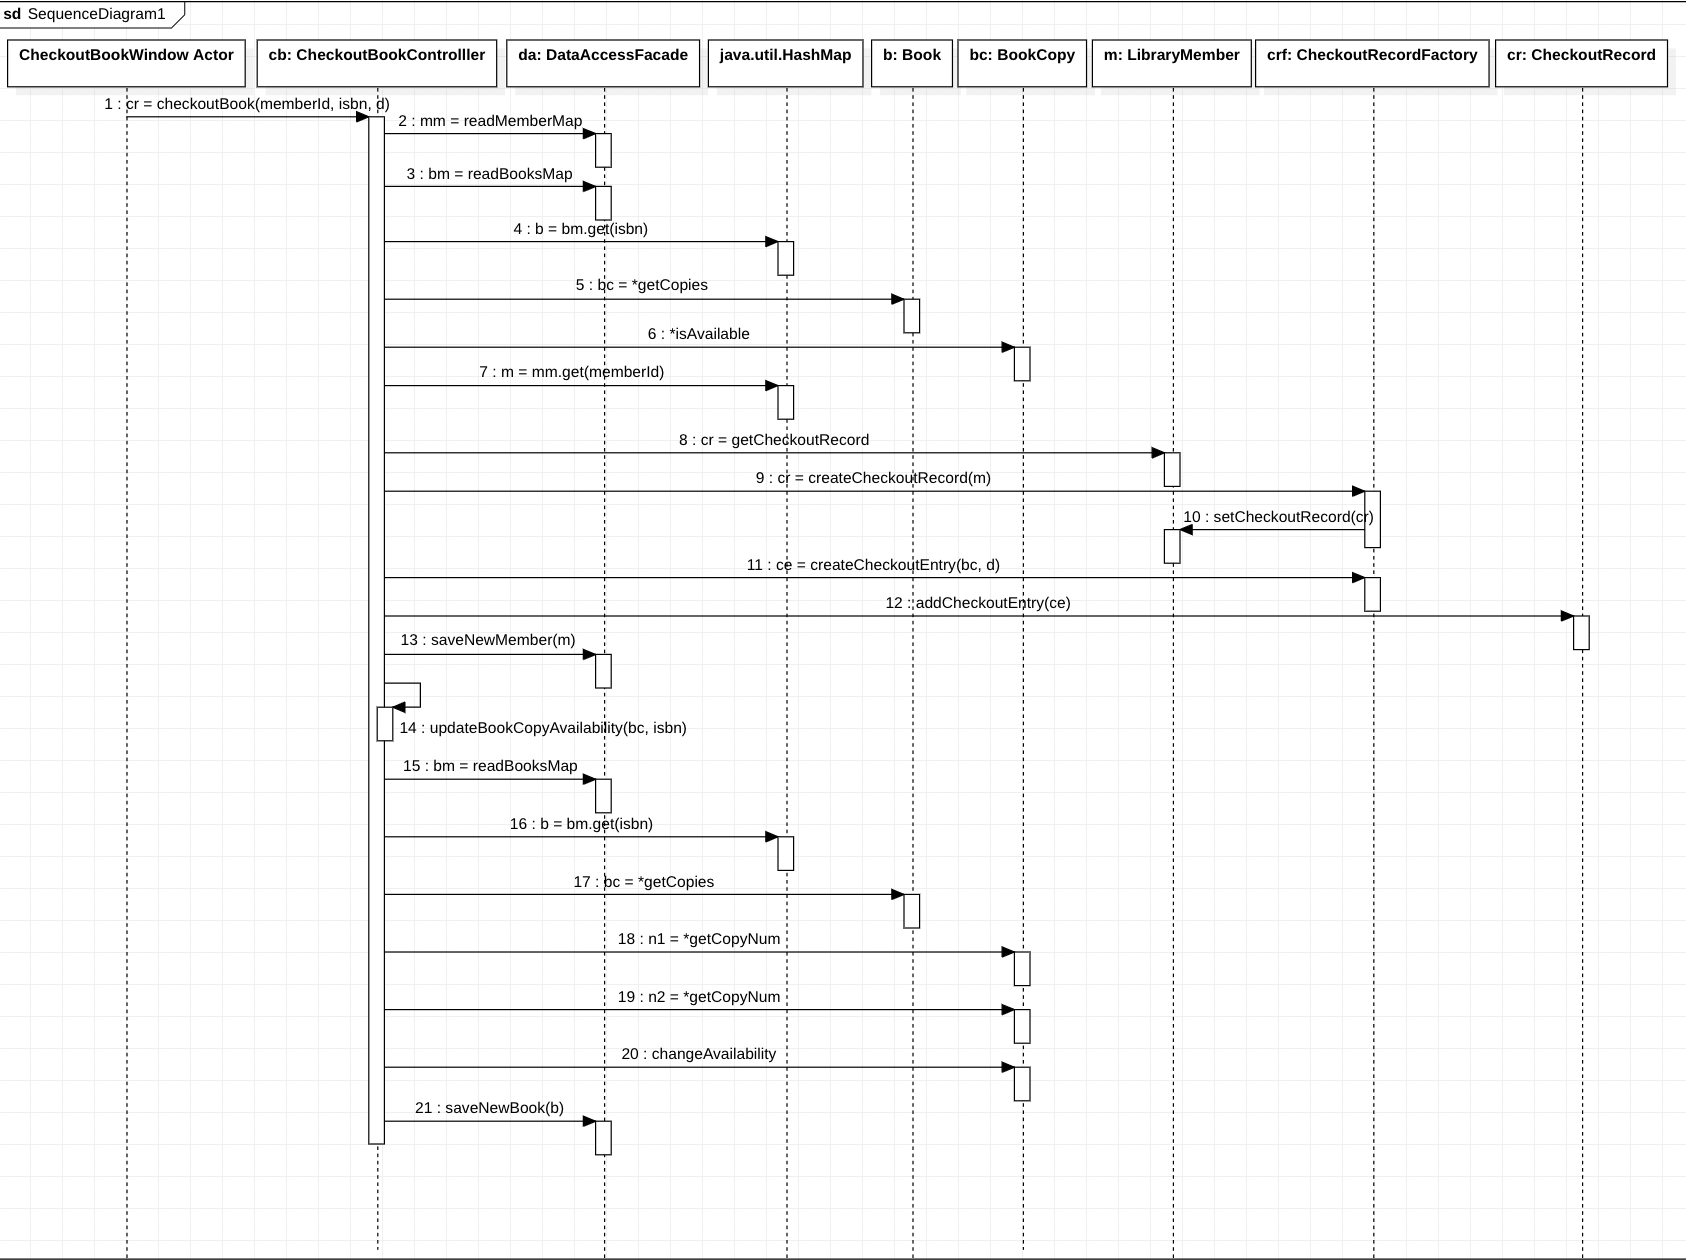 sd SequenceDiagram1
CheckoutBookWindow Actor
cb: CheckoutBookControlller
da: DataAccessFacade
java.util.HashMap
b: Book
bc: BookCopy
m: LibraryMember
crf: CheckoutRecordFactory
cr: CheckoutRecord
1 : cr = checkoutBook(memberId, isbn, d)
2 : mm = readMemberMap
3 : bm = readBooksMap
4 : b = bm.get(isbn)
5 : bc = *getCopies
6 : *isAvailable
7 : m = mm.get(memberId)
8 : cr = getCheckoutRecord
9 : cr = createCheckoutRecord(m)
10 : setCheckoutRecord(cr)
11 : ce = createCheckoutEntry(bc, d)
12 : addCheckoutEntry(ce)
13 : saveNewMember(m)
14 : updateBookCopyAvailability(bc, isbn)
15 : bm = readBooksMap
16 : b = bm.get(isbn)
17 : bc = *getCopies
18 : n1 = *getCopyNum
19 : n2 = *getCopyNum
20 : changeAvailability
21 : saveNewBook(b)